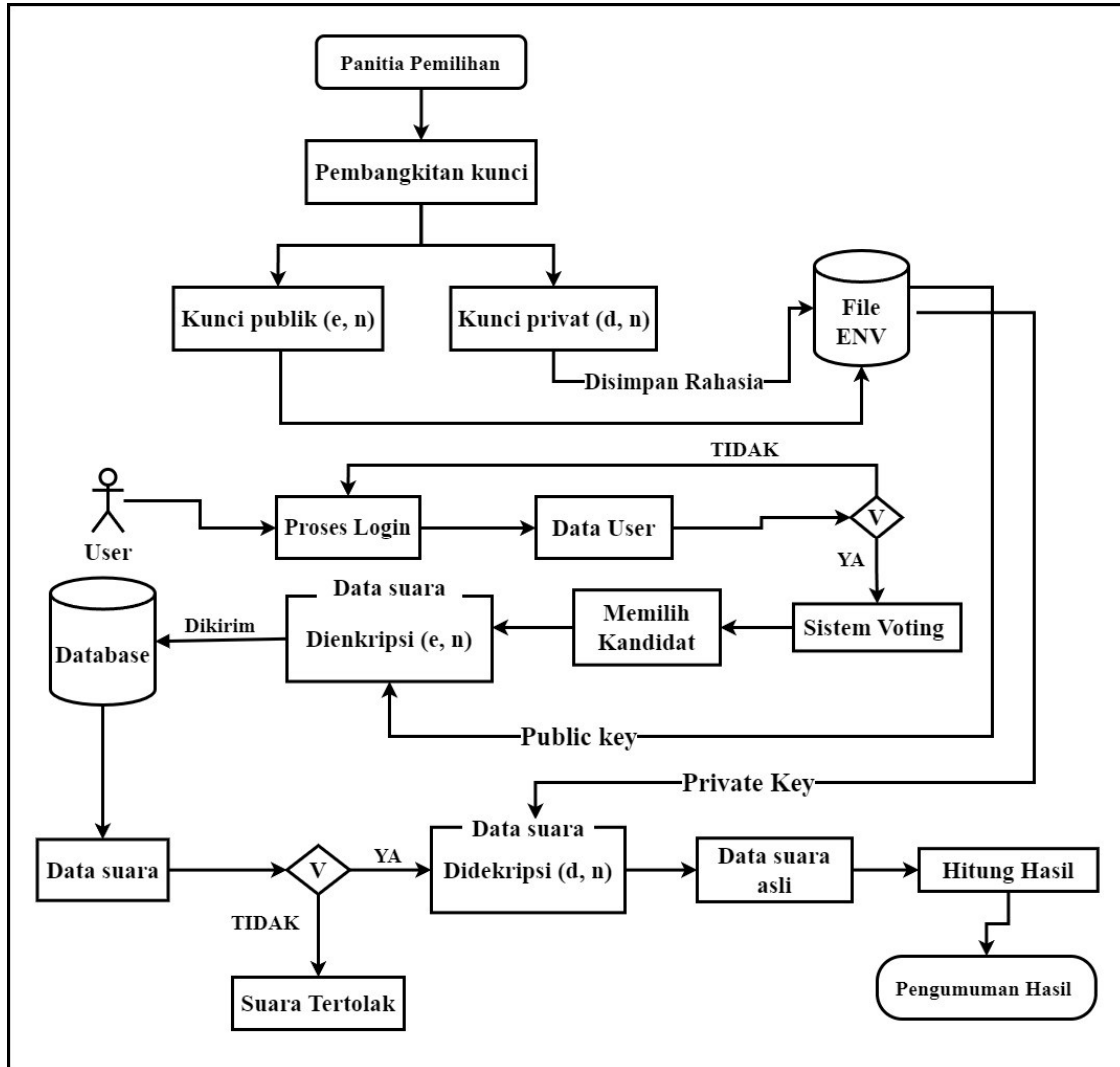 Panitia Pemilihan
Pembangkitan kunci
Kunci publik (e, n)
Kunci privat (d, n)
File
ENV
Disimpan Rahasia
TIDAK
User
Proses Login
Data User
V
YA
Database
Dikirim
Data suara
Dienkripsi (e, n)
Memilih
Kandidat
Sistem Voting
Public key
Private Key
Data suara
V
YA
Data suara
Didekripsi (d, n)
Data suara
asli
Hitung Hasil
TIDAK
Suara Tertolak
Pengumuman Hasil